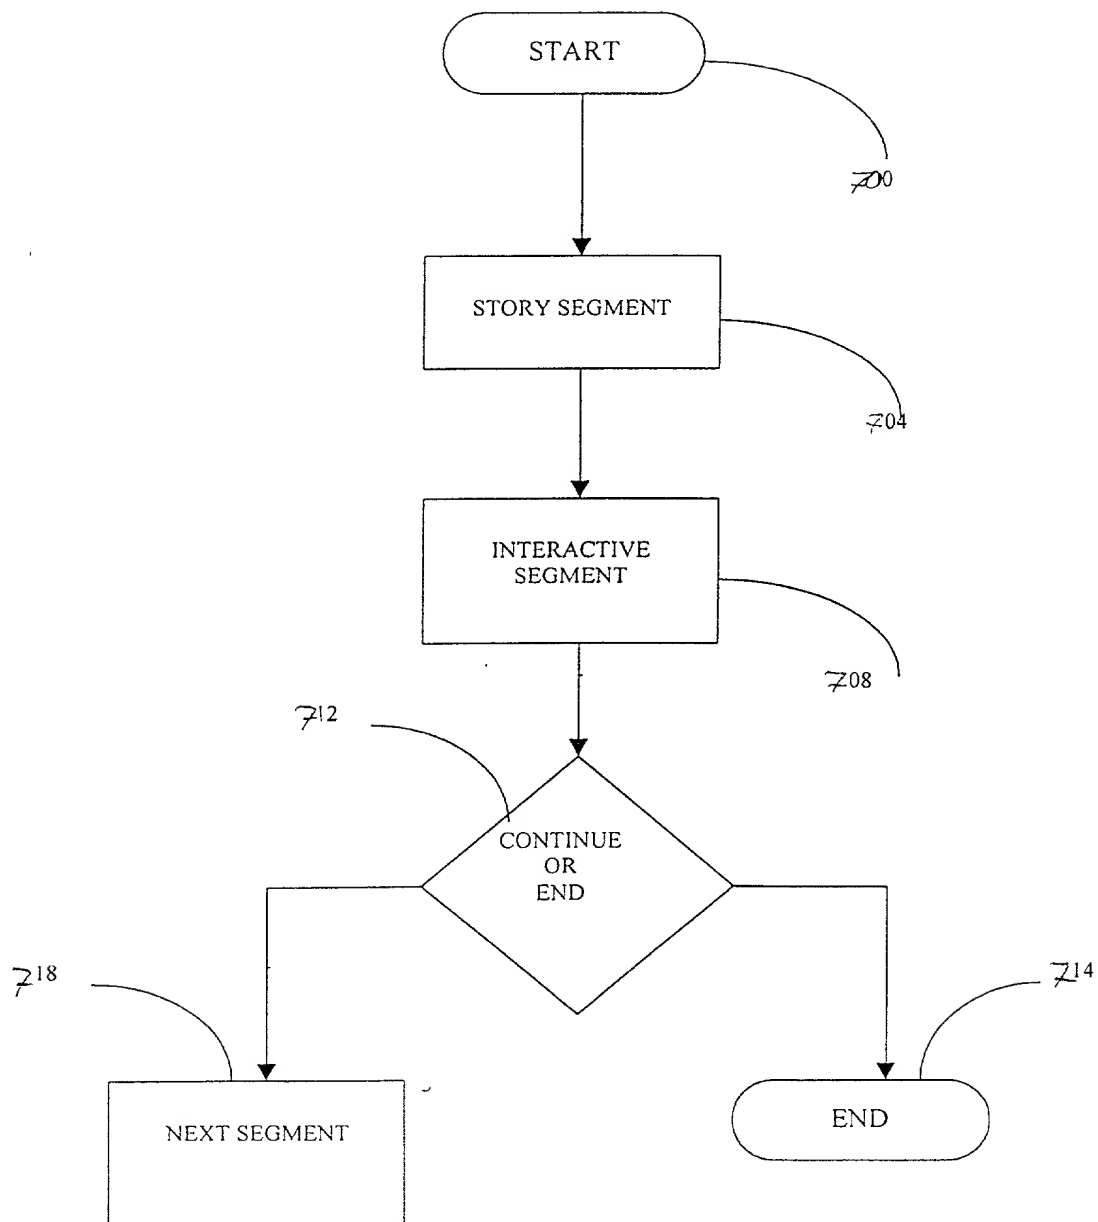 START
700
STORY SEGMENT
704
INTERACTIVE
SEGMENT
708
712
CONTINUE
OR
END
718
714
NEXT SEGMENT
END